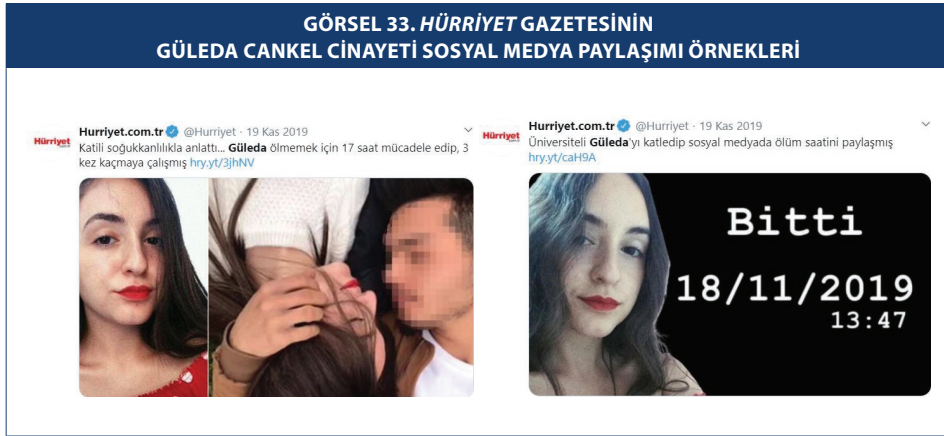 GÖRSEL 33. HÜRRİYET GAZETESİNİN
GÜLEDA CANKEL CİNAYETİ SOSYAL MEDYA PAYLAŞIMI ÖRNEKLERİ
Hürriyet
Hurriyet.com.tr @Hurriyet · 19 Kas 2019
Katili soğukkanlılıkla anlattı... Güleda ölmemek için 17 saat mücadele edip, 3
kez kaçmaya çalışmış hry.yt/3jhNV
Hürriyet
Hurriyet.com.tr @Hurriyet · 19 Kas 2019
Üniversiteli Güleda'yı katledip sosyal medyada ölüm saatini paylaşmış
hry.yt/caH9A
Bitti
18/11/2019
13:47